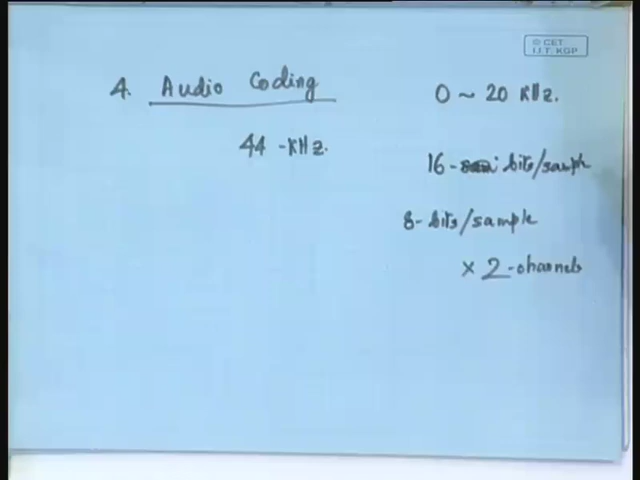 © CET
I.I.T. KGP
4. Audio Coding
0 ~ 20 KHz.
44 -KHz.
16- bits/sample
8- bits/sample
× 2-channels